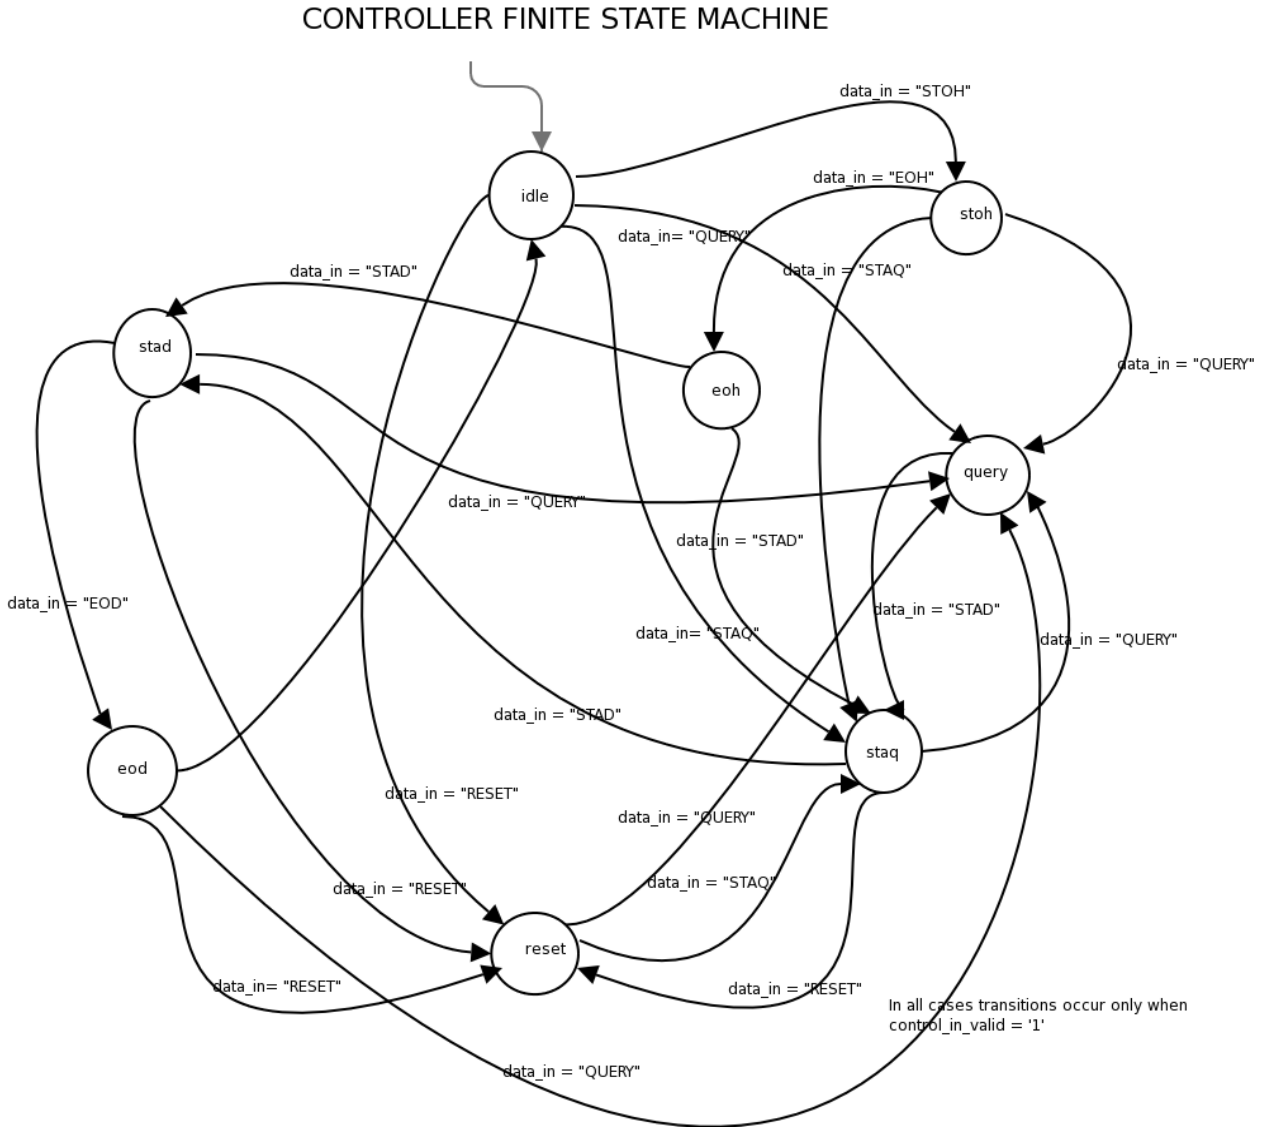 CONTROLLER FINITE STATE MACHINE
data_in = "STOH"
data_in = "EOH"
idle
stoh
data_in= "QUERY"
data_in = "STAQ"
data_in = "STAD"
stad
data_in = "QUERY"
eoh
query
data_in = "QUERY"
data_in = "STAD"
data_in = "EOD"
data_in = "STAD"
data_in= "STAQ"
data_in = "QUERY"
data_in = "STAD"
staq
eod
data_in = "RESET"
data_in = "QUERY"
data_in = "STAQ"
data_in = "RESET"
reset
data_in= "RESET"
data_in = "RESET"
In all cases transitions occur only when
control_in_valid = '1'
data_in = "QUERY"